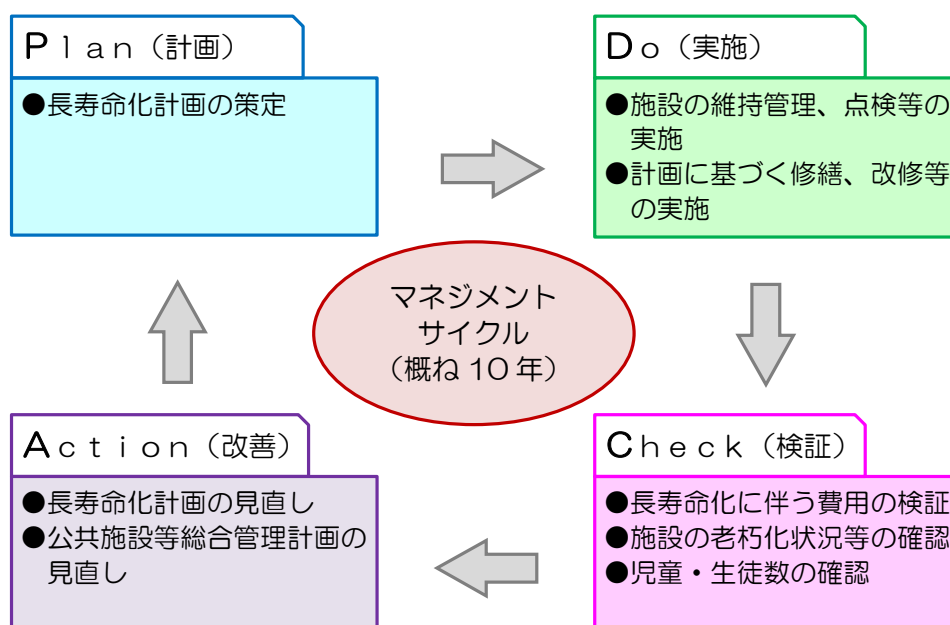 Ｐｌａｎ（計画）
●長寿命化計画の策定
Ｄｏ（実施）
●施設の維持管理、点検等の
実施
●計画に基づく修繕、改修等
の実施
マネジメント
サイクル
（概ね 10 年）
Ａｃｔｉｏｎ（改善）
●長寿命化計画の見直し
●公共施設等総合管理計画の
見直し
Ｃｈｅｃｋ（検証）
●長寿命化に伴う費用の検証
●施設の老朽化状況等の確認
●児童・生徒数の確認